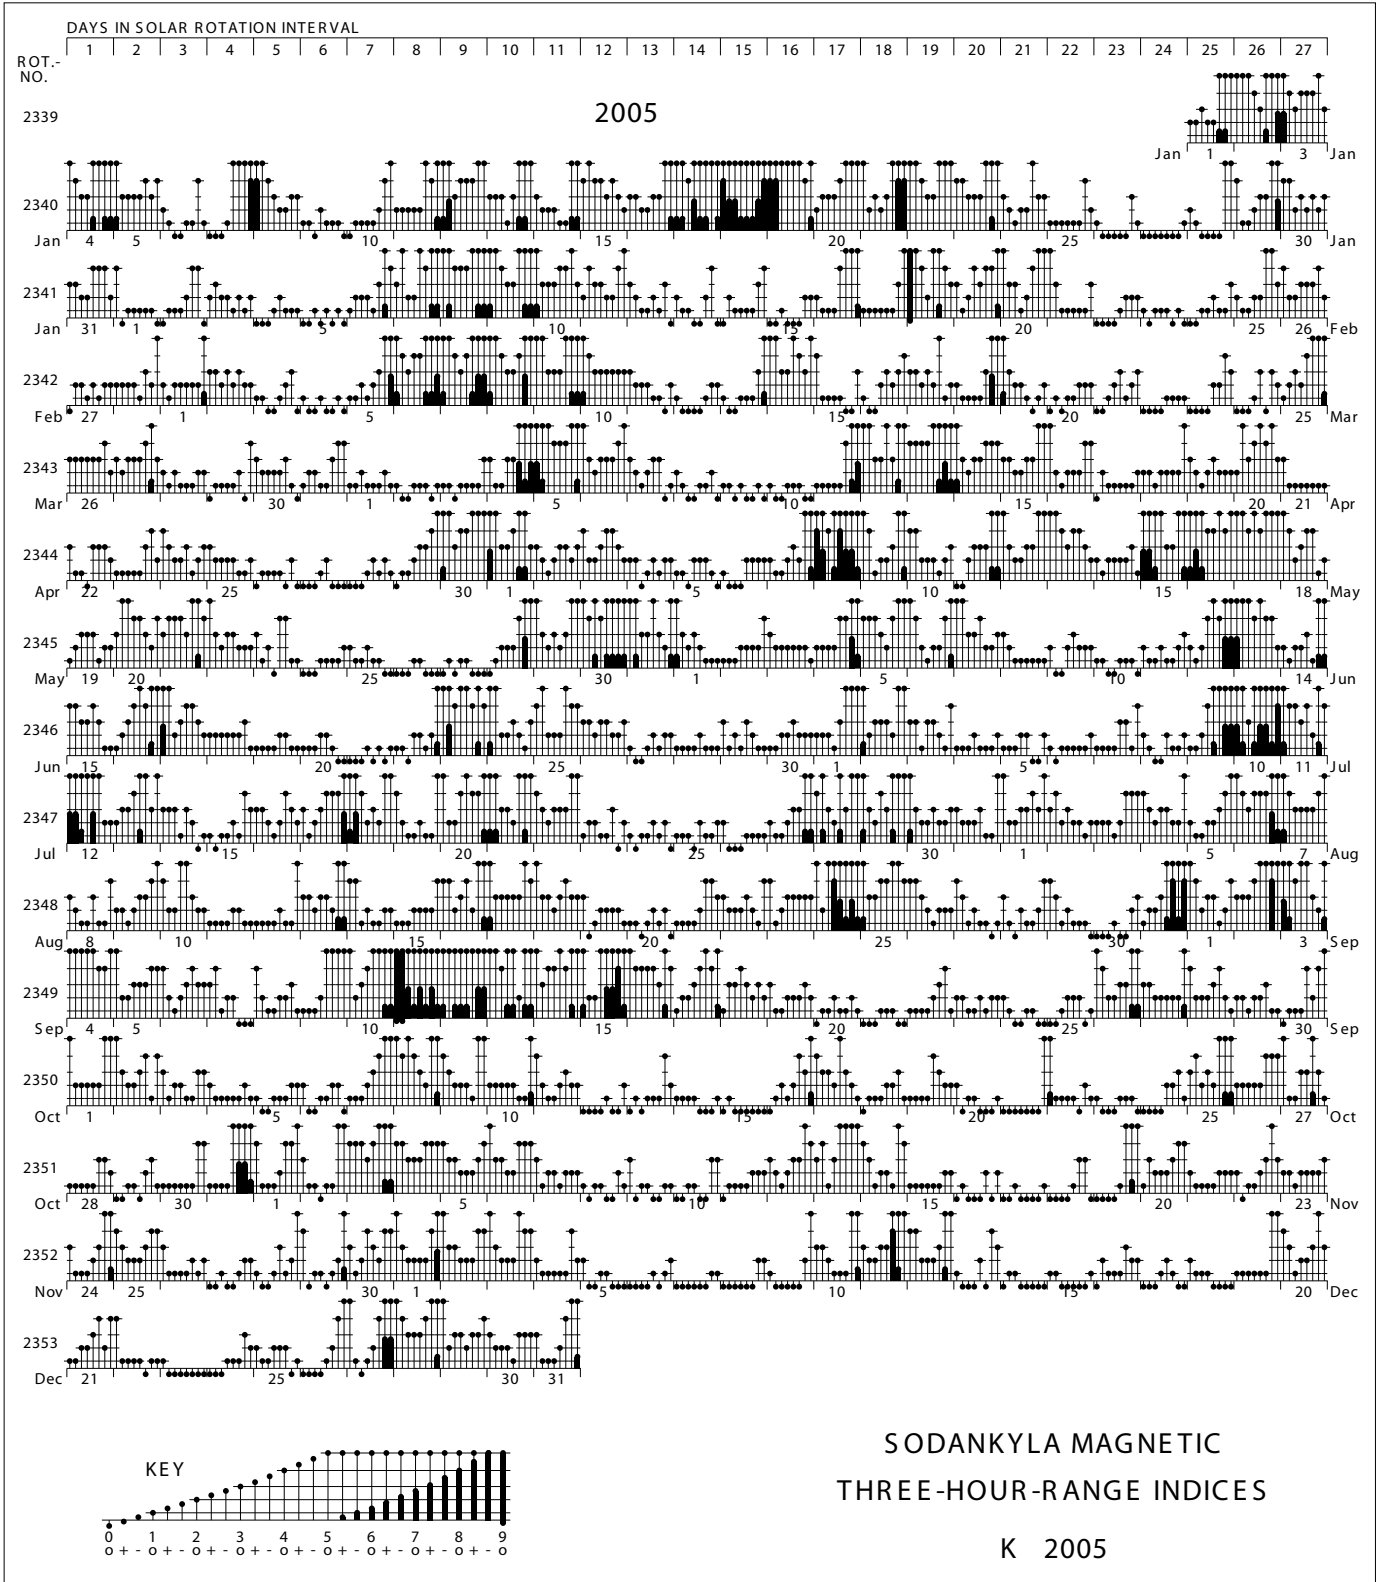 DAYS IN SOLAR ROTATION INTERVAL
1 2 3 4 5 6 7 8 9 10 11 12 13 14 15 16 17 18 19 20 21 22 23 24 25 26 27
ROT.-
NO.
2005
2339
Jan 1 3 Jan
2340
Jan 4 5 10 15 20 25 30 Jan
2341
Jan 31 1 5 10 15 20 25 26 Feb
2342
Feb 27 1 5 10 15 20 25 Mar
2343
Mar 26 30 1 5 10 15 20 21 Apr
2344
Apr 22 25 30 1 5 10 15 18 May
2345
May 19 20 25 30 1 5 10 14 Jun
2346
Jun 15 20 25 30 1 5 10 11 Jul
2347
Jul 12 15 20 25 30 1 5 7 Aug
2348
Aug 8 10 15 20 25 30 1 3 Sep
2349
Sep 4 5 10 15 20 25 30 Sep
2350
Oct 1 5 10 15 20 25 27 Oct
2351
Oct 28 30 1 5 10 15 20 23 Nov
2352
Nov 24 25 30 1 5 10 15 20 Dec
2353
Dec 21 25 30 31
KEY
0 1 2 3 4 5 6 7 8 9
o + - o + - o + - o + - o + - o + - o + - o + - o + - o
SODANKYLA MAGNETIC
THREE-HOUR-RANGE INDICES
K 2005